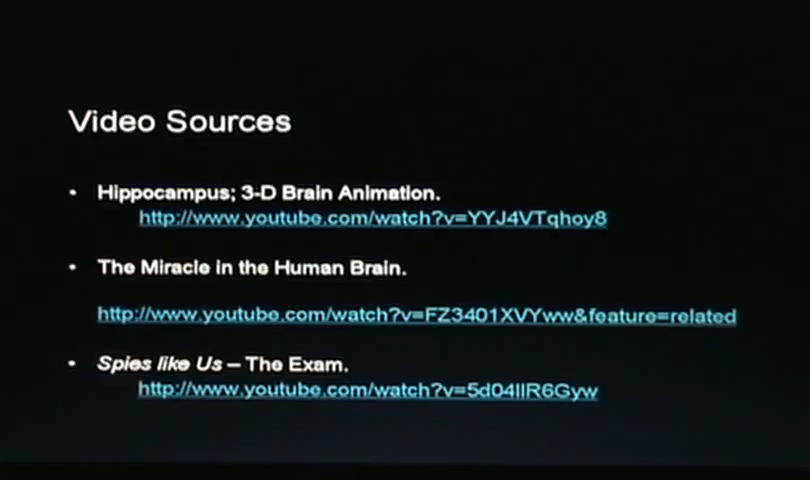 Video Sources
• Hippocampus; 3-D Brain Animation.
http://www.youtube.com/watch?v=YYJ4VTqhoy8
• The Miracle in the Human Brain.
http://www.youtube.com/watch?v=FZ3401XVYww&feature=related
• Spies like Us – The Exam.
http://www.youtube.com/watch?v=5d04IIR6Gyw